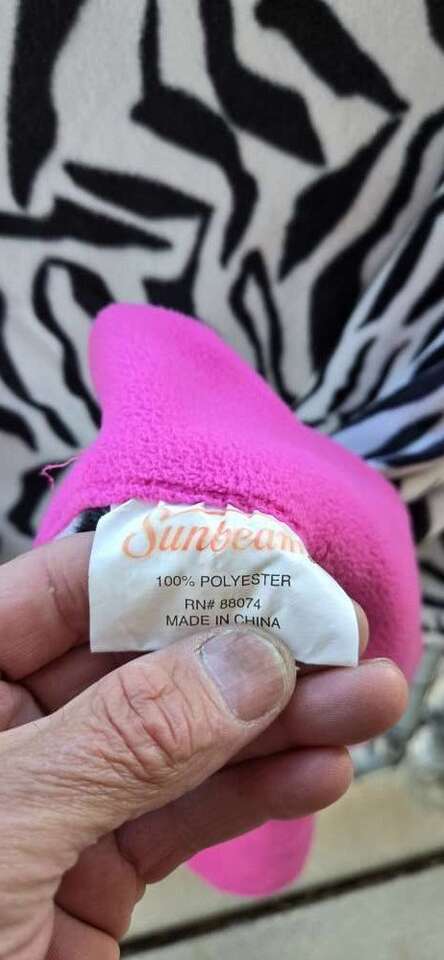 Sunbeam
100% POLYESTER
RN# 88074
MADE IN CHINA